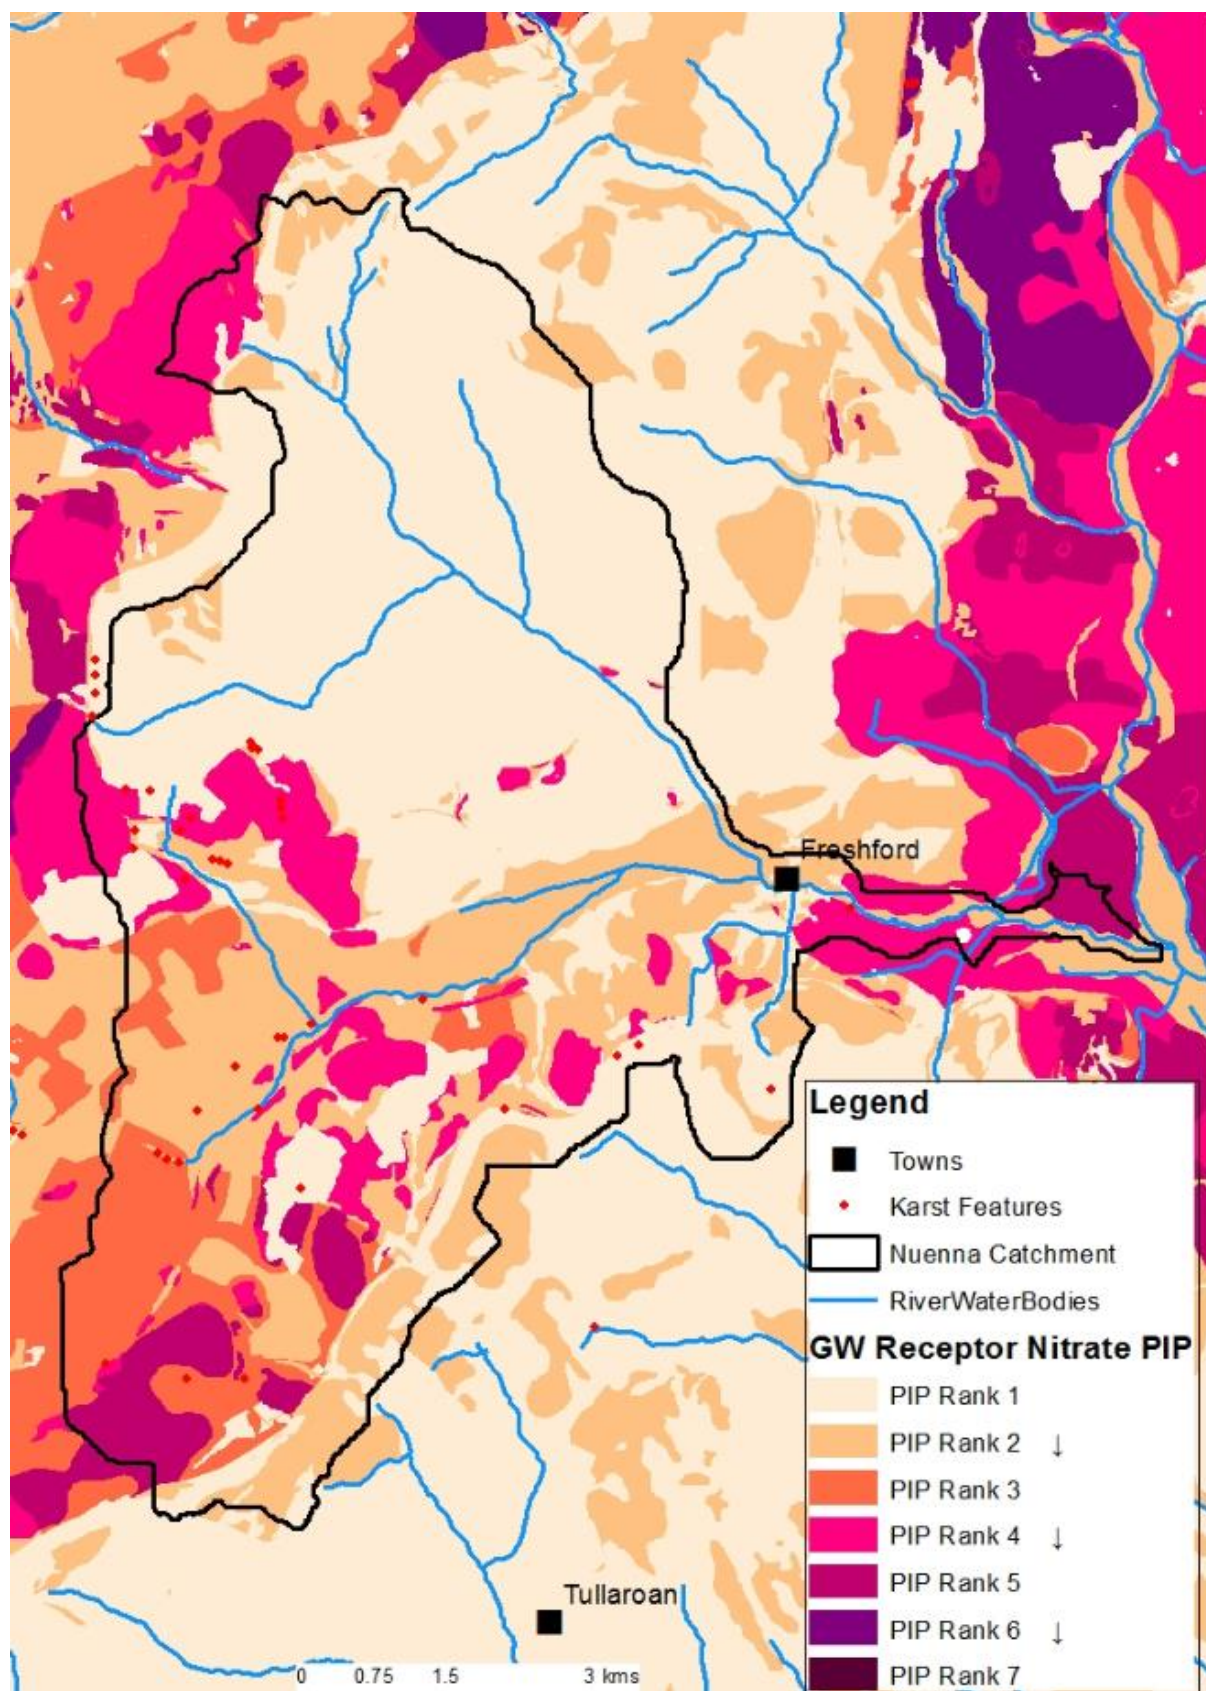 Freshford
Legend
Towns
Karst Features
Nuenna Catchment
RiverWaterBodies
GW Receptor Nitrate PIP
PIP Rank 1
PIP Rank 2 ↓
PIP Rank 3
PIP Rank 4 ↓
PIP Rank 5
PIP Rank 6 ↓
PIP Rank 7
Tullaroan
0 0.75 1.5 3 kms